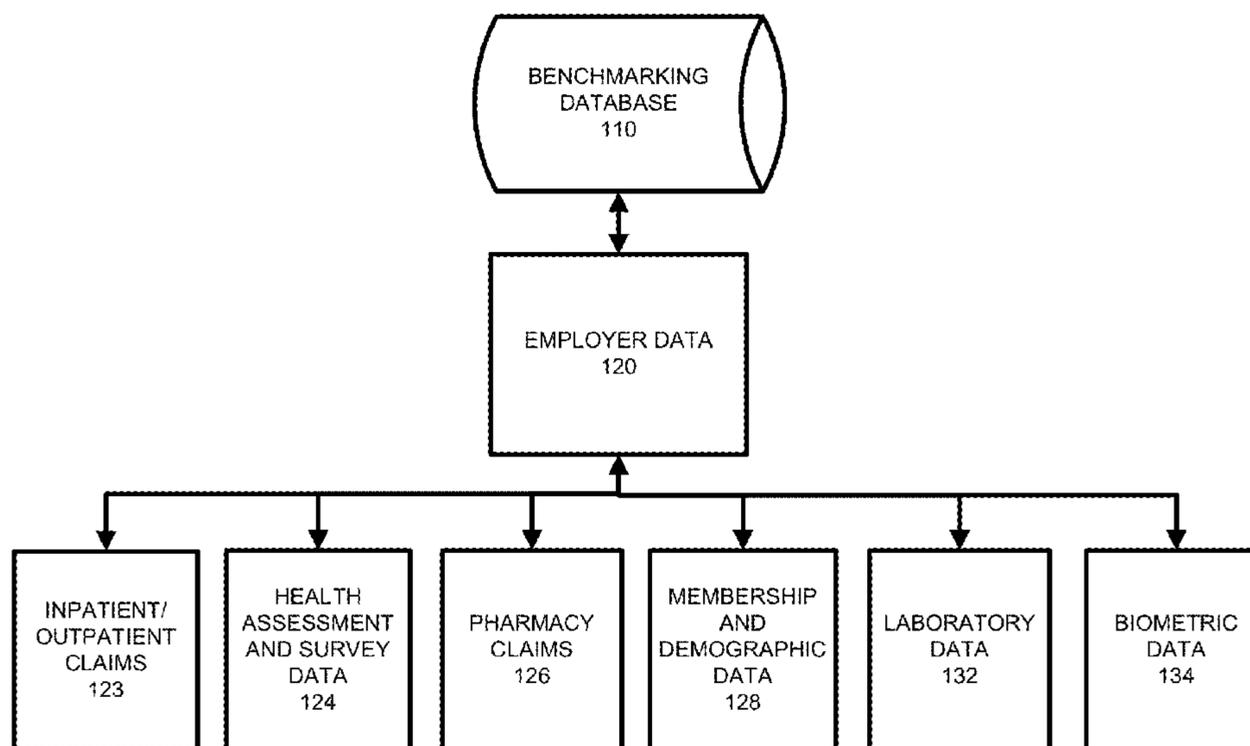 BENCHMARKING
DATABASE
110
EMPLOYER DATA
120
INPATIENT/
OUTPATIENT
CLAIMS
123
HEALTH
ASSESSMENT
AND SURVEY
DATA
124
PHARMACY
CLAIMS
126
MEMBERSHIP
AND
DEMOGRAPHIC
DATA
128
LABORATORY
DATA
132
BIOMETRIC
DATA
134